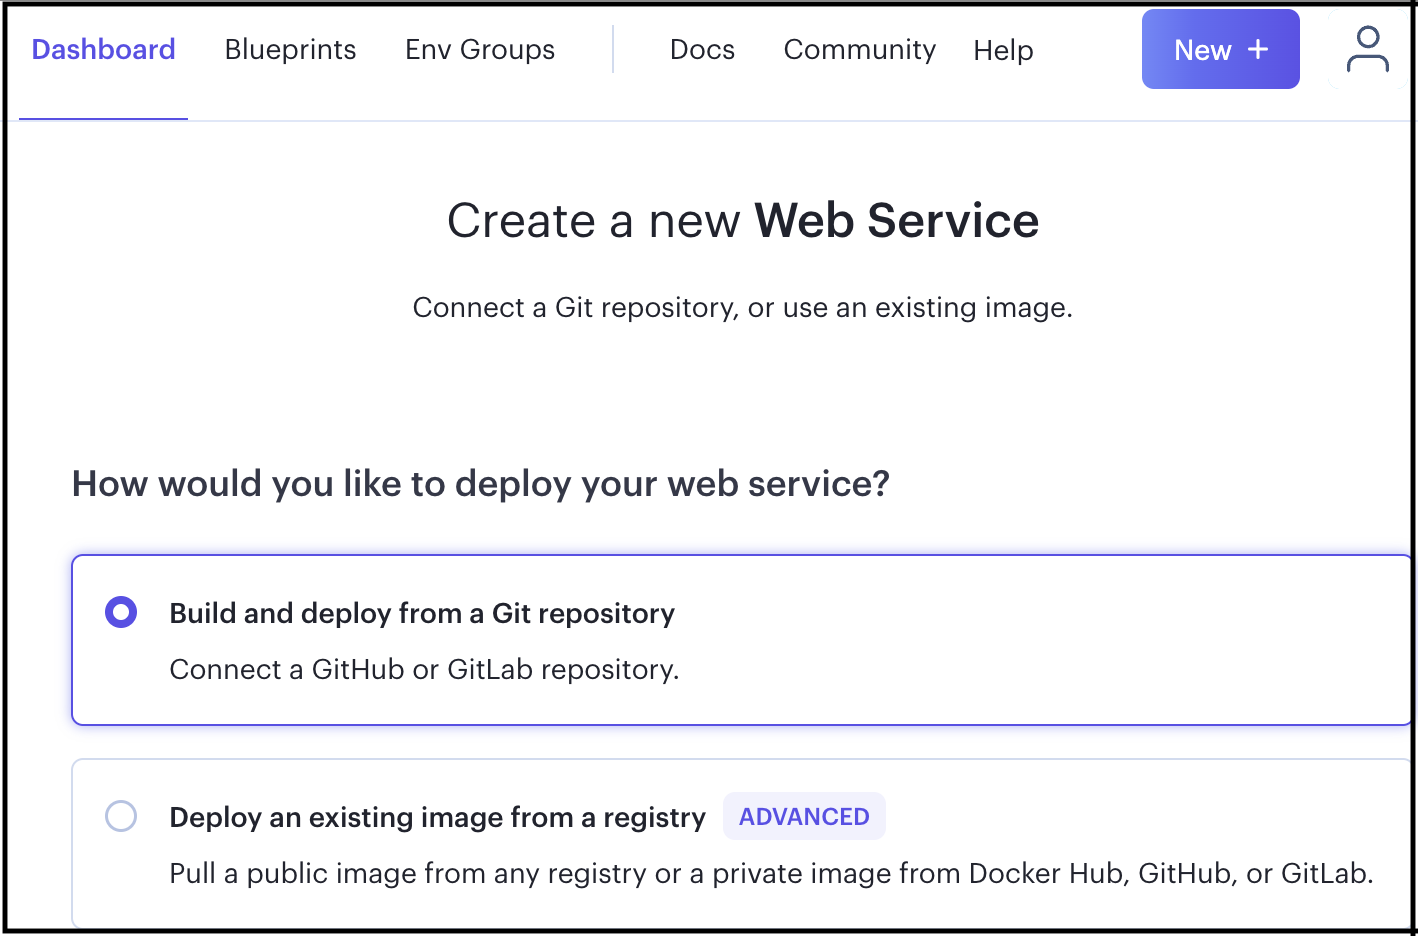 Dashboard Blueprints Env Groups Docs Community Help New +
Create a new Web Service
Connect a Git repository, or use an existing image.
How would you like to deploy your web service?
Build and deploy from a Git repository
Connect a GitHub or GitLab repository.
Deploy an existing image from a registry ADVANCED
Pull a public image from any registry or a private image from Docker Hub, GitHub, or GitLab.